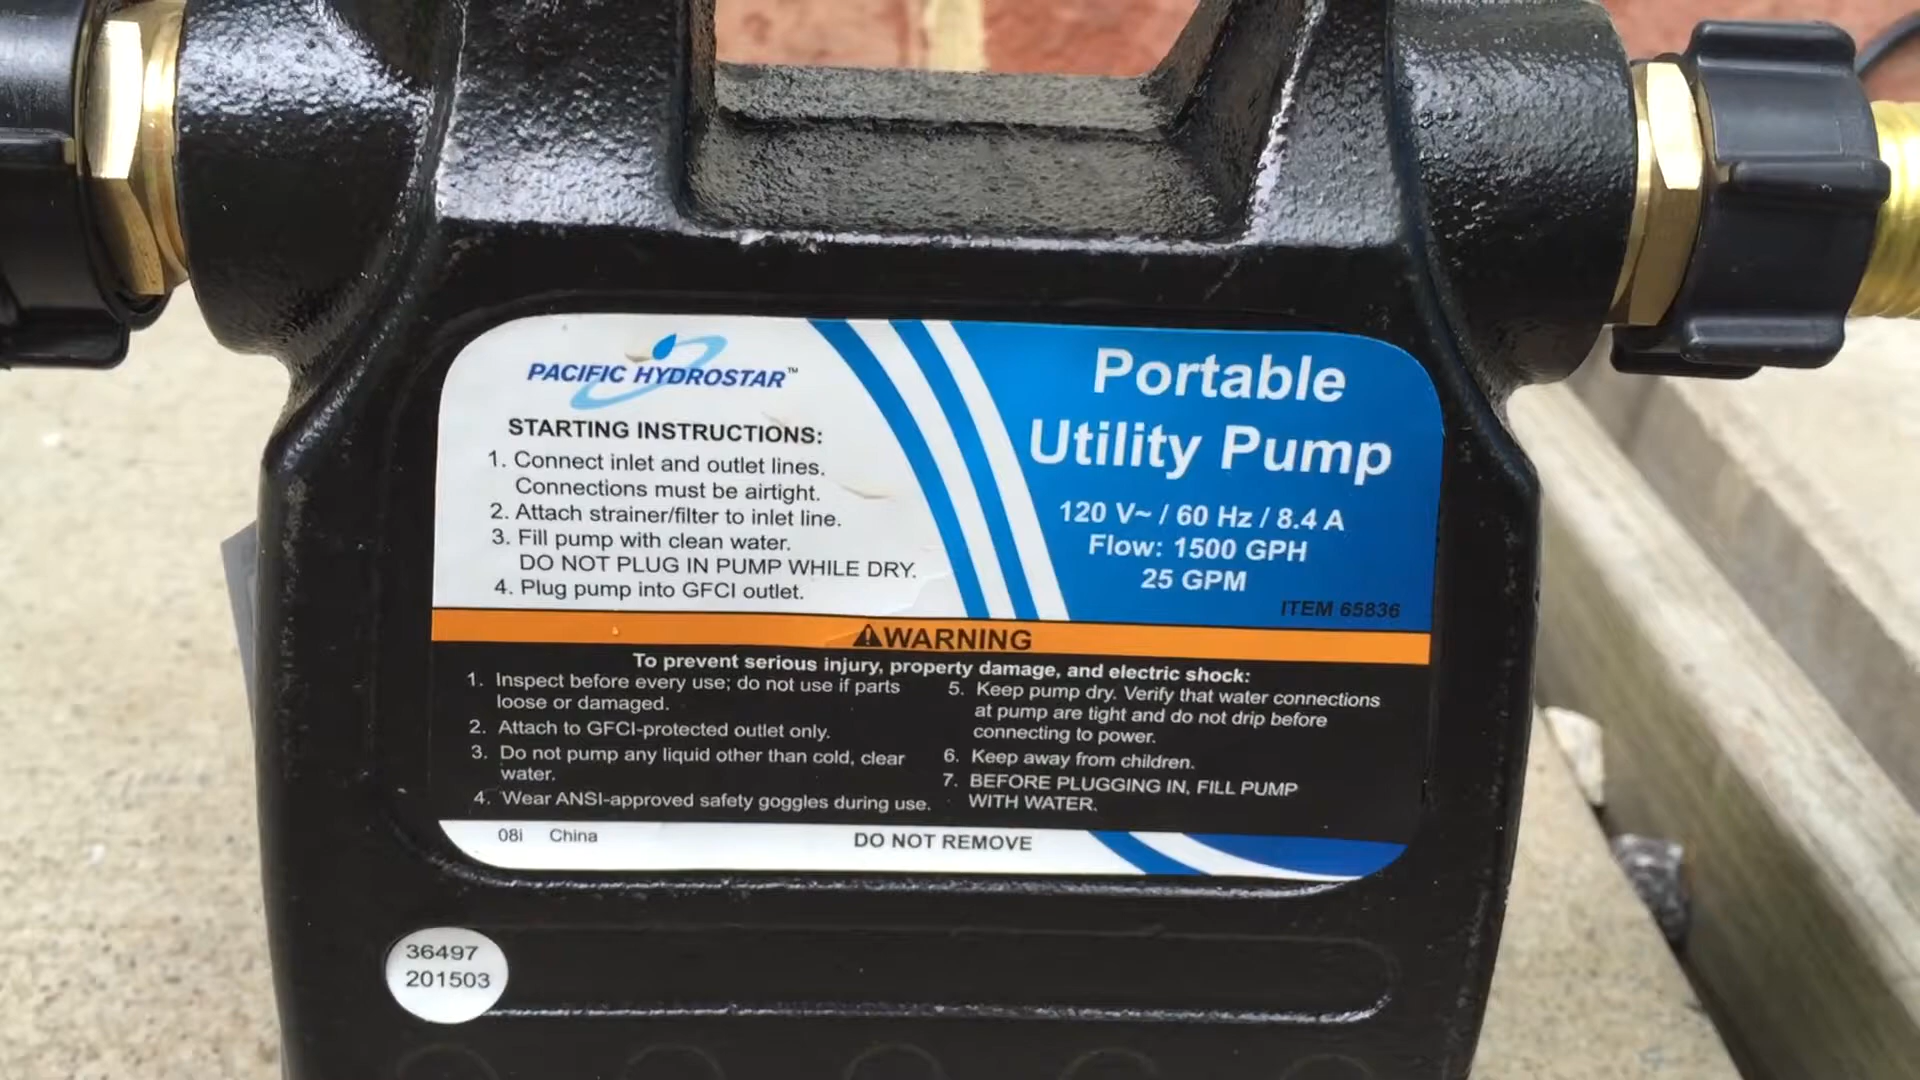 PACIFIC HYDROSTAR™
STARTING INSTRUCTIONS:
1. Connect inlet and outlet lines.
Connections must be airtight.
2. Attach strainer/filter to inlet line.
3. Fill pump with clean water.
DO NOT PLUG IN PUMP WHILE DRY.
4. Plug pump into GFCI outlet.
Portable
Utility Pump
120 V~ / 60 Hz / 8.4 A
Flow: 1500 GPH
25 GPM
ITEM 65836
⚠WARNING
To prevent serious injury, property damage, and electric shock:
1. Inspect before every use; do not use if parts
loose or damaged.
2. Attach to GFCI-protected outlet only.
3. Do not pump any liquid other than cold, clear
water.
4. Wear ANSI-approved safety goggles during use.
5. Keep pump dry. Verify that water connections
at pump are tight and do not drip before
connecting to power.
6. Keep away from children.
7. BEFORE PLUGGING IN, FILL PUMP
WITH WATER.
08i China
DO NOT REMOVE
36497
201503